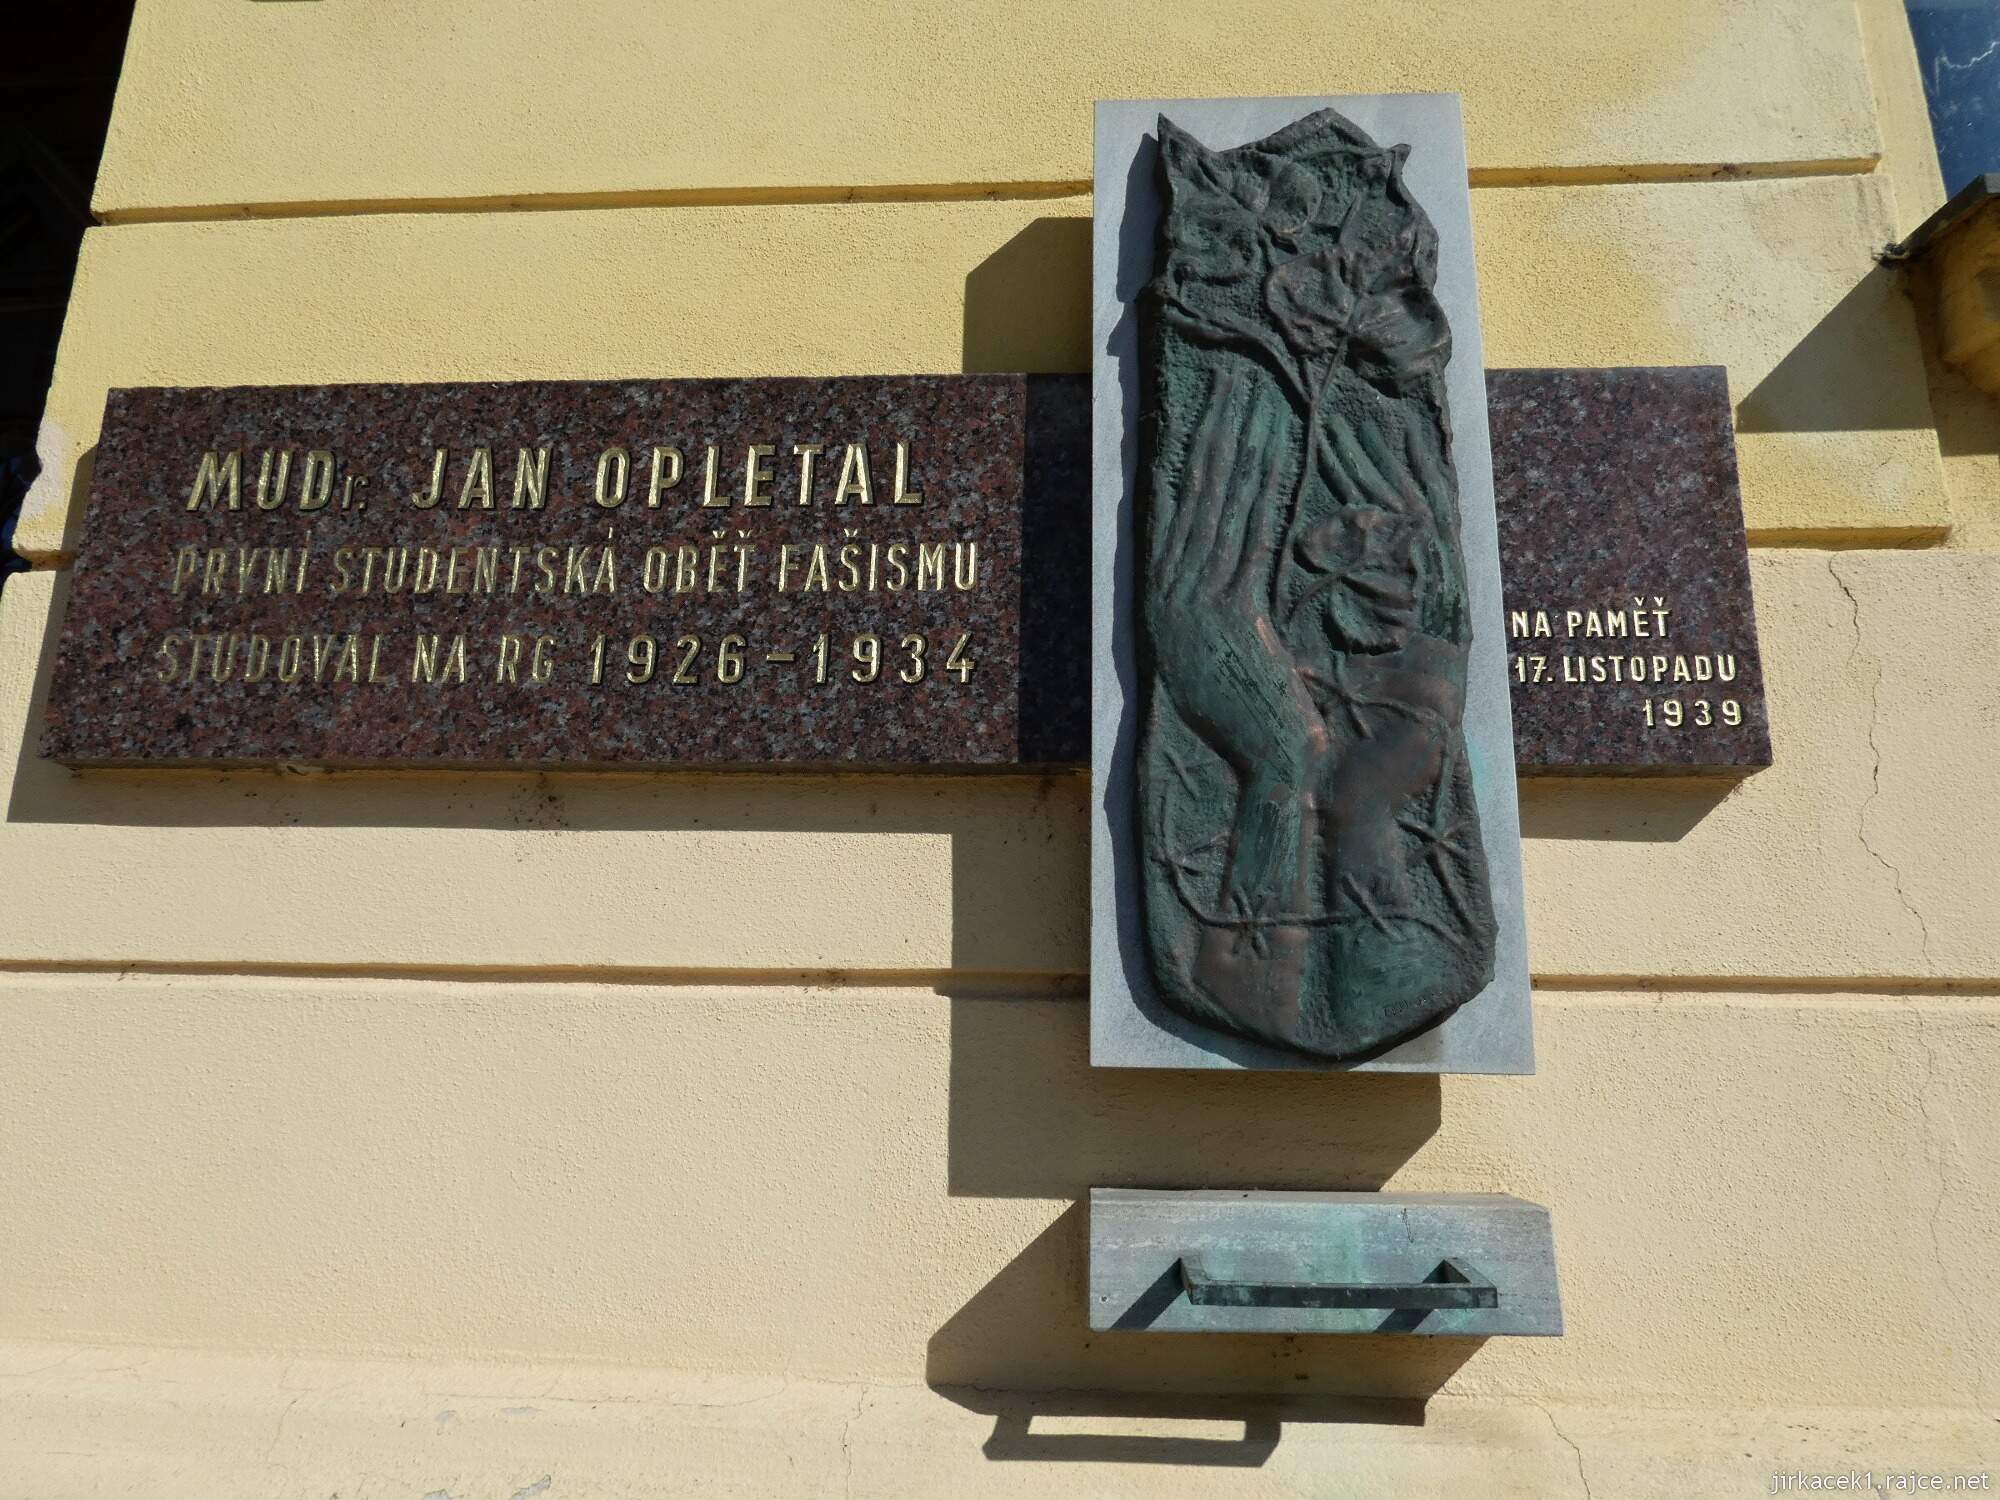 MUDr. JAN OPLETAL
PRVNÍ STUDENTSKÁ OBĚŤ FAŠISMU
STUDOVAL NA RG 1926-1934
NA PAMĚŤ
17. LISTOPADU
1939
jirkacek1.rajce.net